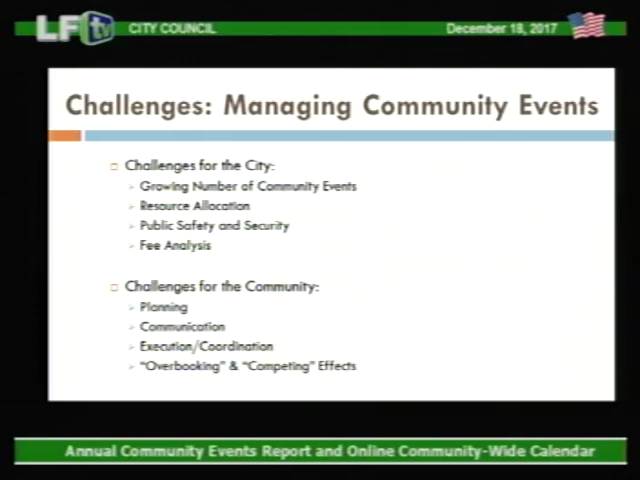 LF tv CITY COUNCIL December 18, 2017
Challenges: Managing Community Events
Challenges for the City:
Growing Number of Community Events
Resource Allocation
Public Safety and Security
Fee Analysis
Challenges for the Community:
Planning
Communication
Execution/Coordination
"Overbooking" & "Competing" Effects
Annual Community Events Report and Online Community-Wide Calendar